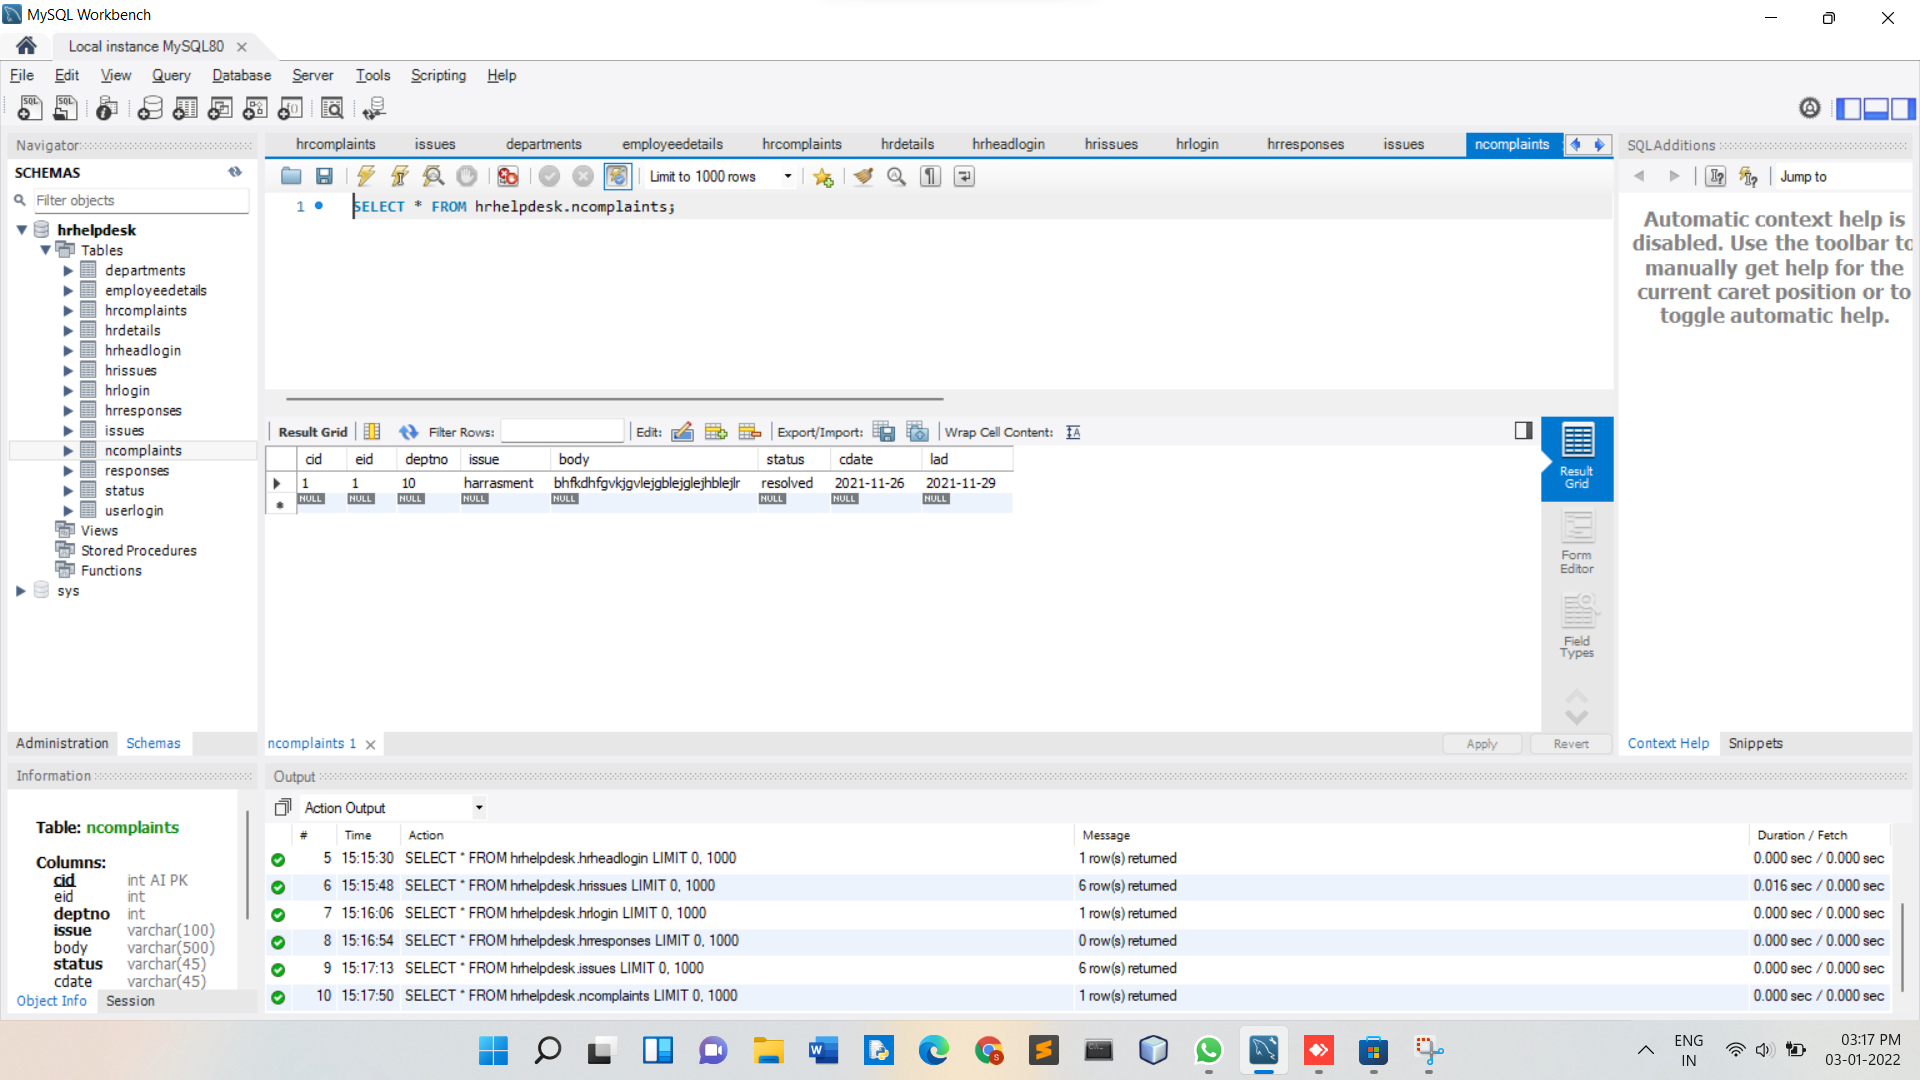 MySQL Workbench
Local instance MySQL80
File Edit View Query Database Server Tools Scripting Help
Navigator
SCHEMAS
Filter objects
hrhelpdesk
Tables
departments
employeedetails
hrcomplaints
hrdetails
hrheadlogin
hrissues
hrlogin
hrresponses
issues
ncomplaints
responses
status
userlogin
Views
Stored Procedures
Functions
sys
Administration Schemas
Information
Table: ncomplaints
Columns:
cid int AI PK
eid int
deptno int
issue varchar(100)
body varchar(500)
status varchar(45)
cdate varchar(45)
Object Info Session
hrcomplaints issues departments employeedetails hrcomplaints hrdetails hrheadlogin hrissues hrlogin hrresponses issues ncomplaints
Limit to 1000 rows
1 SELECT * FROM hrhelpdesk.ncomplaints;
Result Grid Filter Rows: Edit: Export/Import: Wrap Cell Content:
cid eid deptno issue body status cdate lad
1 1 10 harrasment bhfkdhfgvkjgvlejgblejglejhblejlr resolved 2021-11-26 2021-11-29
NULL NULL NULL NULL NULL NULL NULL NULL
Result
Grid
Form
Editor
Field
Types
ncomplaints 1
Apply Revert
SQLAdditions
Jump to
Automatic context help is
disabled. Use the toolbar to
manually get help for the
current caret position or to
toggle automatic help.
Context Help Snippets
Output
Action Output
# Time Action Message Duration / Fetch
5 15:15:30 SELECT * FROM hrhelpdesk.hrheadlogin LIMIT 0, 1000 1 row(s) returned 0.000 sec / 0.000 sec
6 15:15:48 SELECT * FROM hrhelpdesk.hrissues LIMIT 0, 1000 6 row(s) returned 0.016 sec / 0.000 sec
7 15:16:06 SELECT * FROM hrhelpdesk.hrlogin LIMIT 0, 1000 1 row(s) returned 0.000 sec / 0.000 sec
8 15:16:54 SELECT * FROM hrhelpdesk.hrresponses LIMIT 0, 1000 0 row(s) returned 0.000 sec / 0.000 sec
9 15:17:13 SELECT * FROM hrhelpdesk.issues LIMIT 0, 1000 6 row(s) returned 0.000 sec / 0.000 sec
10 15:17:50 SELECT * FROM hrhelpdesk.ncomplaints LIMIT 0, 1000 1 row(s) returned 0.000 sec / 0.000 sec
ENG
IN
03:17 PM
03-01-2022